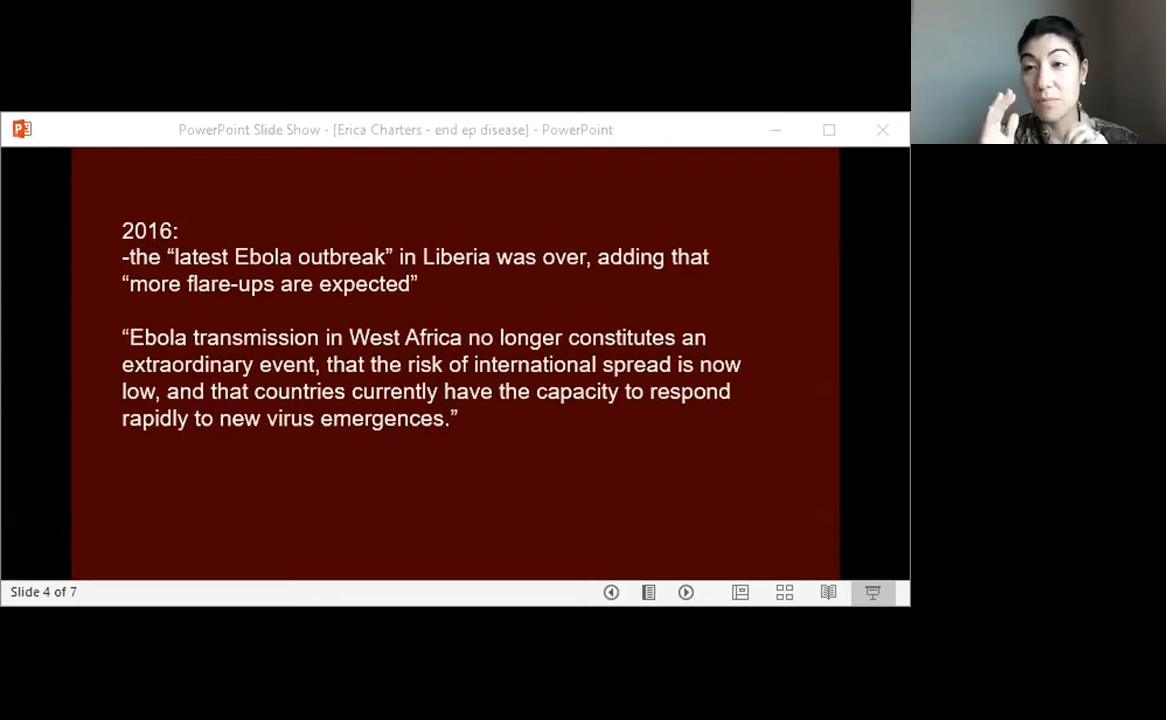 PowerPoint Slide Show - [Erica Charters - end ep disease] - PowerPoint
2016:
-the “latest Ebola outbreak” in Liberia was over, adding that
“more flare-ups are expected”
“Ebola transmission in West Africa no longer constitutes an
extraordinary event, that the risk of international spread is now
low, and that countries currently have the capacity to respond
rapidly to new virus emergences.”
Slide 4 of 7